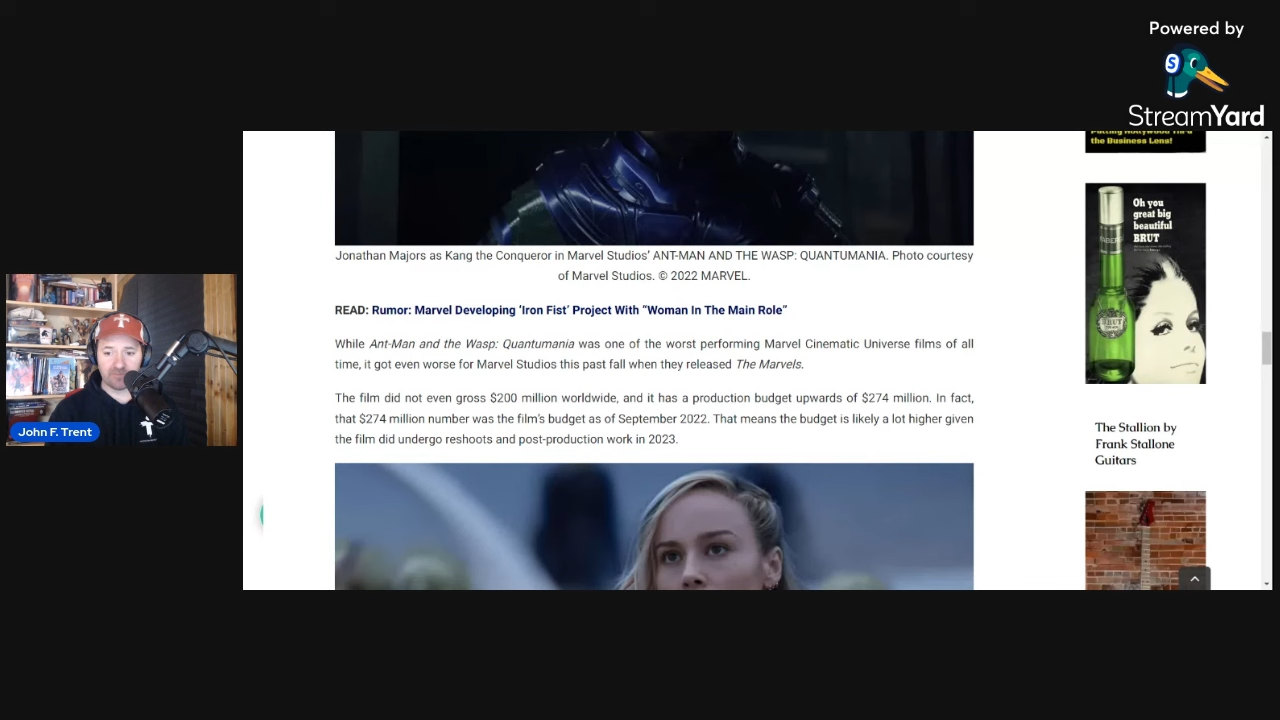 Powered by
StreamYard
the Business Lens!
Jonathan Majors as Kang the Conqueror in Marvel Studios' ANT-MAN AND THE WASP: QUANTUMANIA. Photo courtesy
of Marvel Studios. © 2022 MARVEL.
READ: Rumor: Marvel Developing 'Iron Fist' Project With "Woman In The Main Role"
While Ant-Man and the Wasp: Quantumania was one of the worst performing Marvel Cinematic Universe films of all
time, it got even worse for Marvel Studios this past fall when they released The Marvels.
The film did not even gross $200 million worldwide, and it has a production budget upwards of $274 million. In fact,
that $274 million number was the film's budget as of September 2022. That means the budget is likely a lot higher given
the film did undergo reshoots and post-production work in 2023.
Oh you
great big
beautiful
BRUT
The Stallion by
Frank Stallone
Guitars
John F. Trent